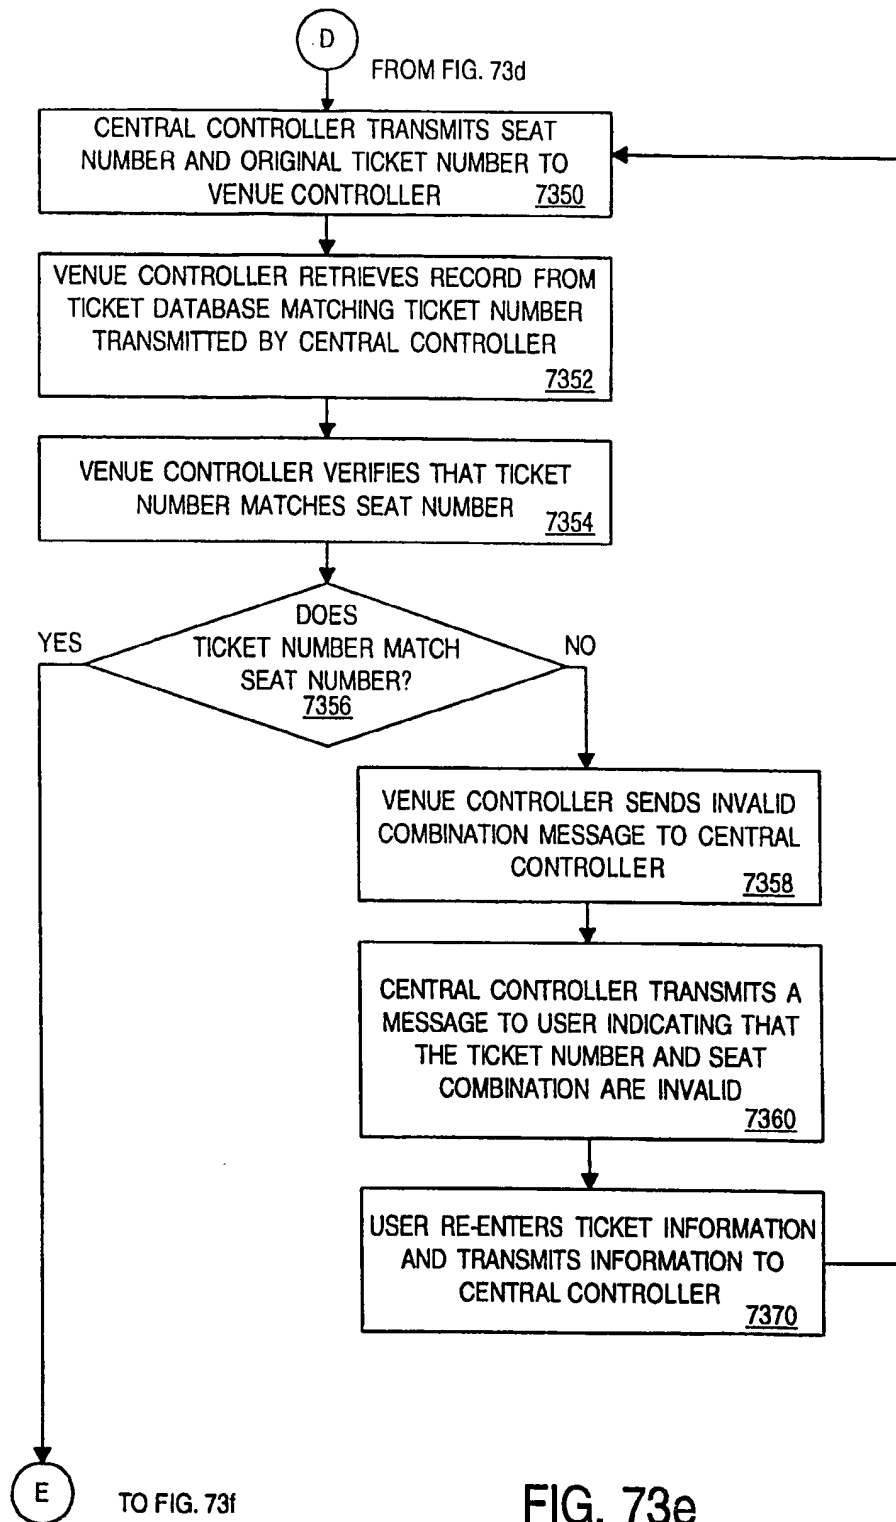 D
FROM FIG. 73d
CENTRAL CONTROLLER TRANSMITS SEAT
NUMBER AND ORIGINAL TICKET NUMBER TO
VENUE CONTROLLER 7350
VENUE CONTROLLER RETRIEVES RECORD FROM
TICKET DATABASE MATCHING TICKET NUMBER
TRANSMITTED BY CENTRAL CONTROLLER
7352
VENUE CONTROLLER VERIFIES THAT TICKET
NUMBER MATCHES SEAT NUMBER 7354
DOES
TICKET NUMBER MATCH
SEAT NUMBER?
7356
YES
NO
VENUE CONTROLLER SENDS INVALID
COMBINATION MESSAGE TO CENTRAL
CONTROLLER 7358
CENTRAL CONTROLLER TRANSMITS A
MESSAGE TO USER INDICATING THAT
THE TICKET NUMBER AND SEAT
COMBINATION ARE INVALID
7360
USER RE-ENTERS TICKET INFORMATION
AND TRANSMITS INFORMATION TO
CENTRAL CONTROLLER 7370
E
TO FIG. 73f
FIG. 73e